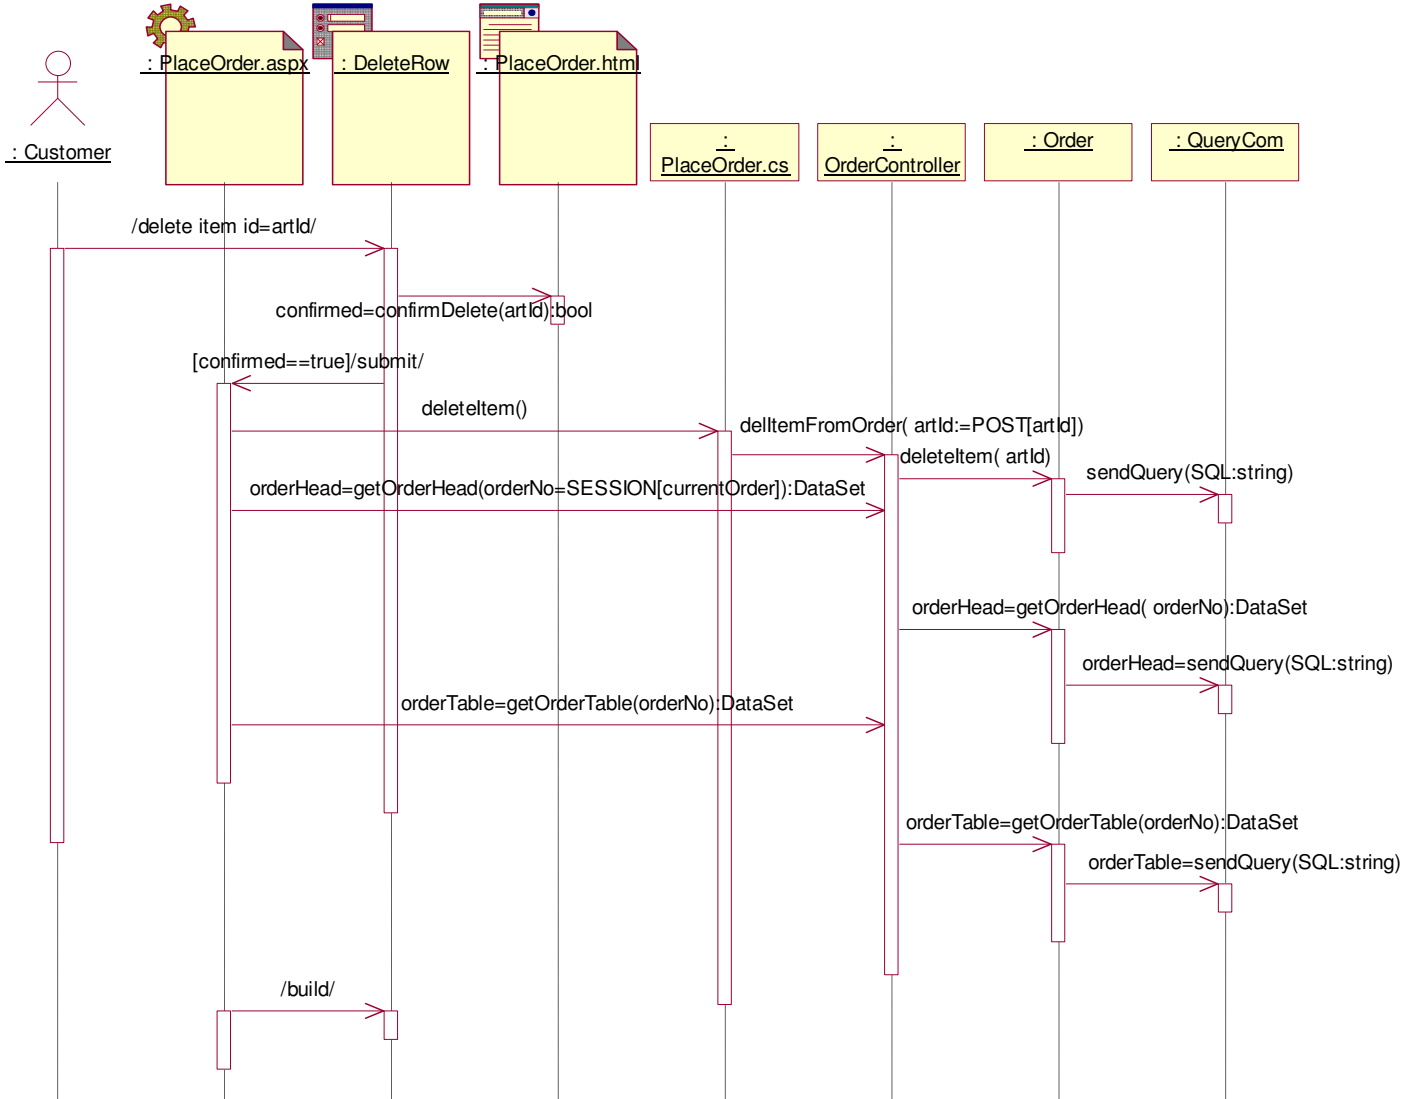 : PlaceOrder.aspx
: DeleteRow
: PlaceOrder.html
: Customer
:
PlaceOrder.cs
:
OrderController
: Order
: QueryCom
/delete item id=artId/
confirmed=confirmDelete(artId):bool
[confirmed==true]/submit/
deleteItem()
delItemFromOrder( artId:=POST[artId])
deleteItem( artId)
sendQuery(SQL:string)
orderHead=getOrderHead(orderNo=SESSION[currentOrder]):DataSet
orderHead=getOrderHead( orderNo):DataSet
orderHead=sendQuery(SQL:string)
orderTable=getOrderTable(orderNo):DataSet
orderTable=getOrderTable(orderNo):DataSet
orderTable=sendQuery(SQL:string)
/build/